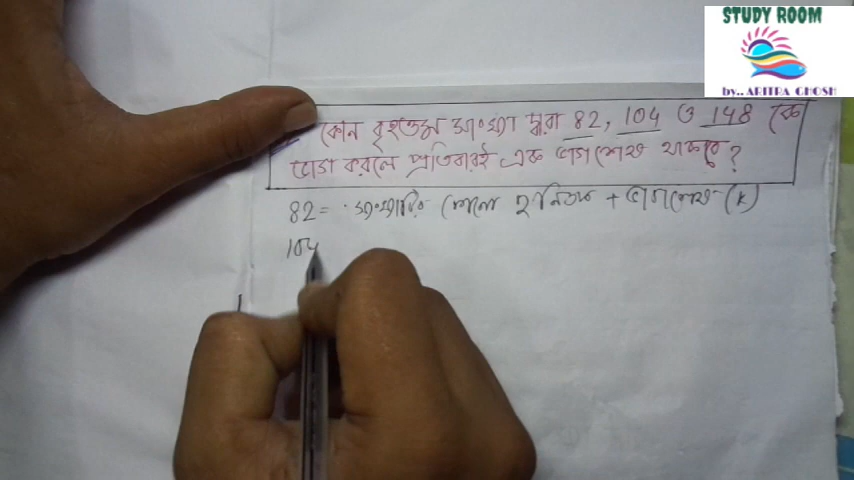 STUDY ROOM
by.. ARITRA GHOSH
কোন বৃহত্তম সংখ্যা দ্বারা 82, 104 ও 148 কে
ভাগ করলে প্রতিবারই এক ভাগশেষ থাকবে?
82 = সংখ্যাটির কোনো গুনিতক + ভাগশেষ (k)
104